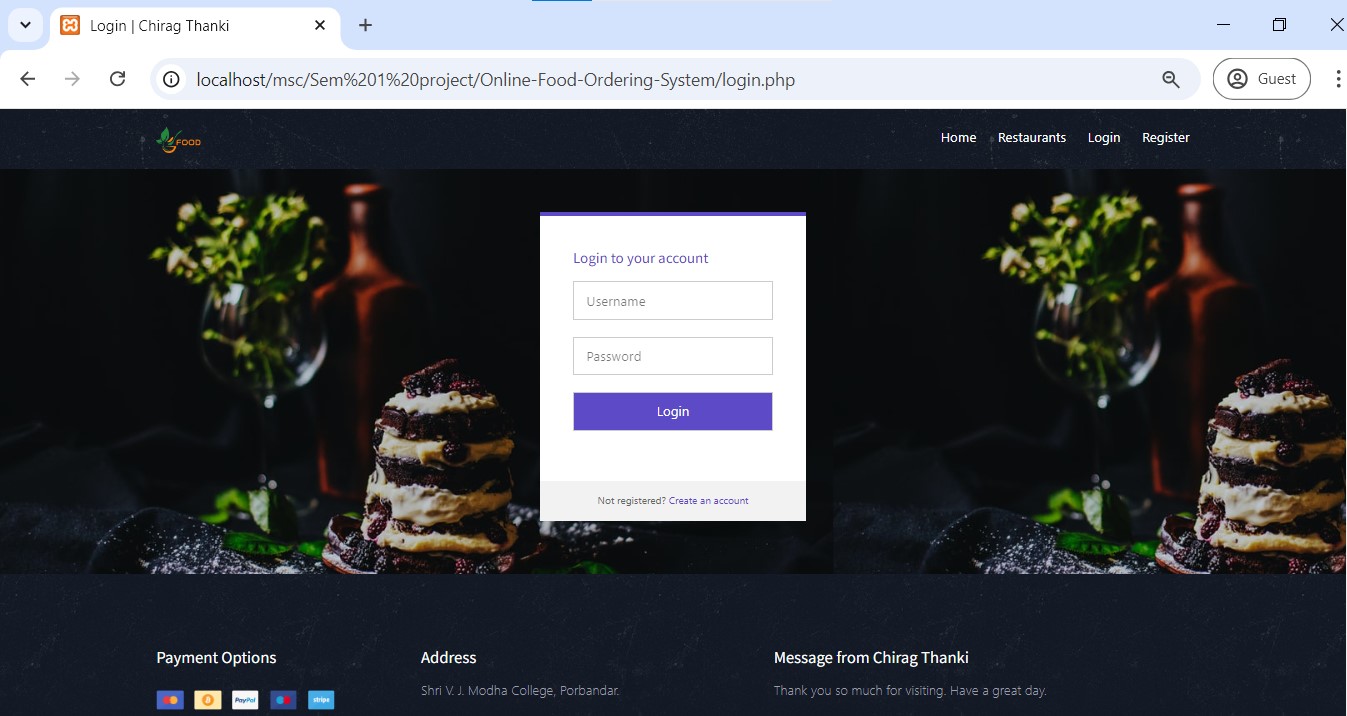 Login | Chirag Thanki
localhost/msc/Sem%201%20project/Online-Food-Ordering-System/login.php
Guest
FOOD
Home Restaurants Login Register
Login to your account
Username
Password
Login
Not registered? Create an account
Payment Options
PayPal
stripe
Address
Shri V. J. Modha College, Porbandar.
Message from Chirag Thanki
Thank you so much for visiting. Have a great day.